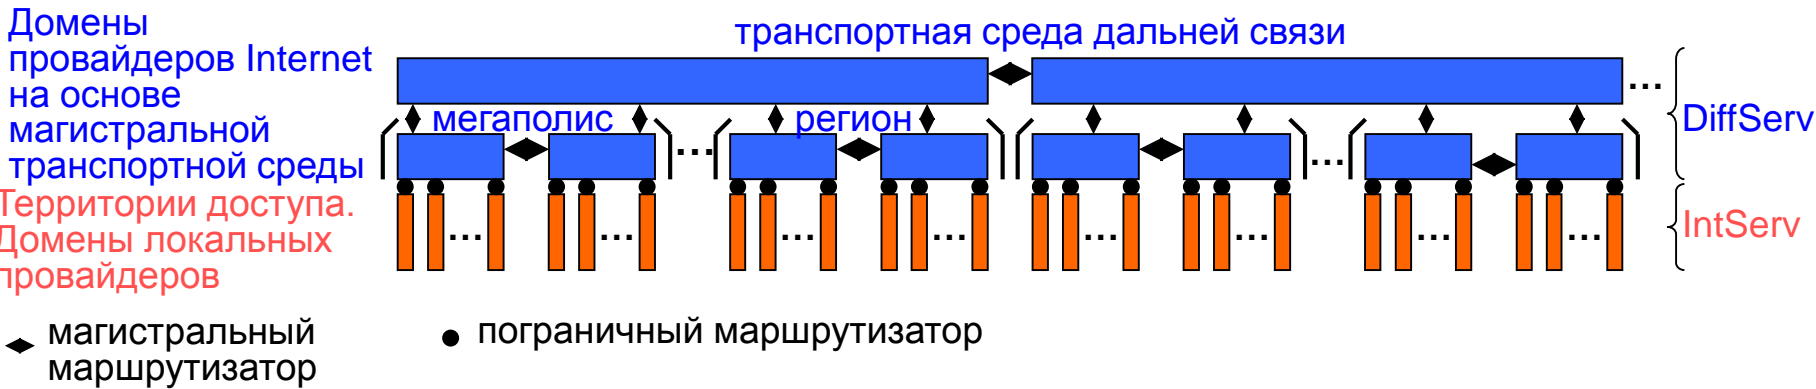 Домены
провайдеров Internet
на основе
магистральной
транспортной среды
транспортная среда дальней связи
...
мегаполис
регион
... ... ...
DiffServ
Территории доступа.
Домены локальных
провайдеров
... ... ... ... ... ... ... ...
IntServ
магистральный
маршрутизатор
пограничный маршрутизатор